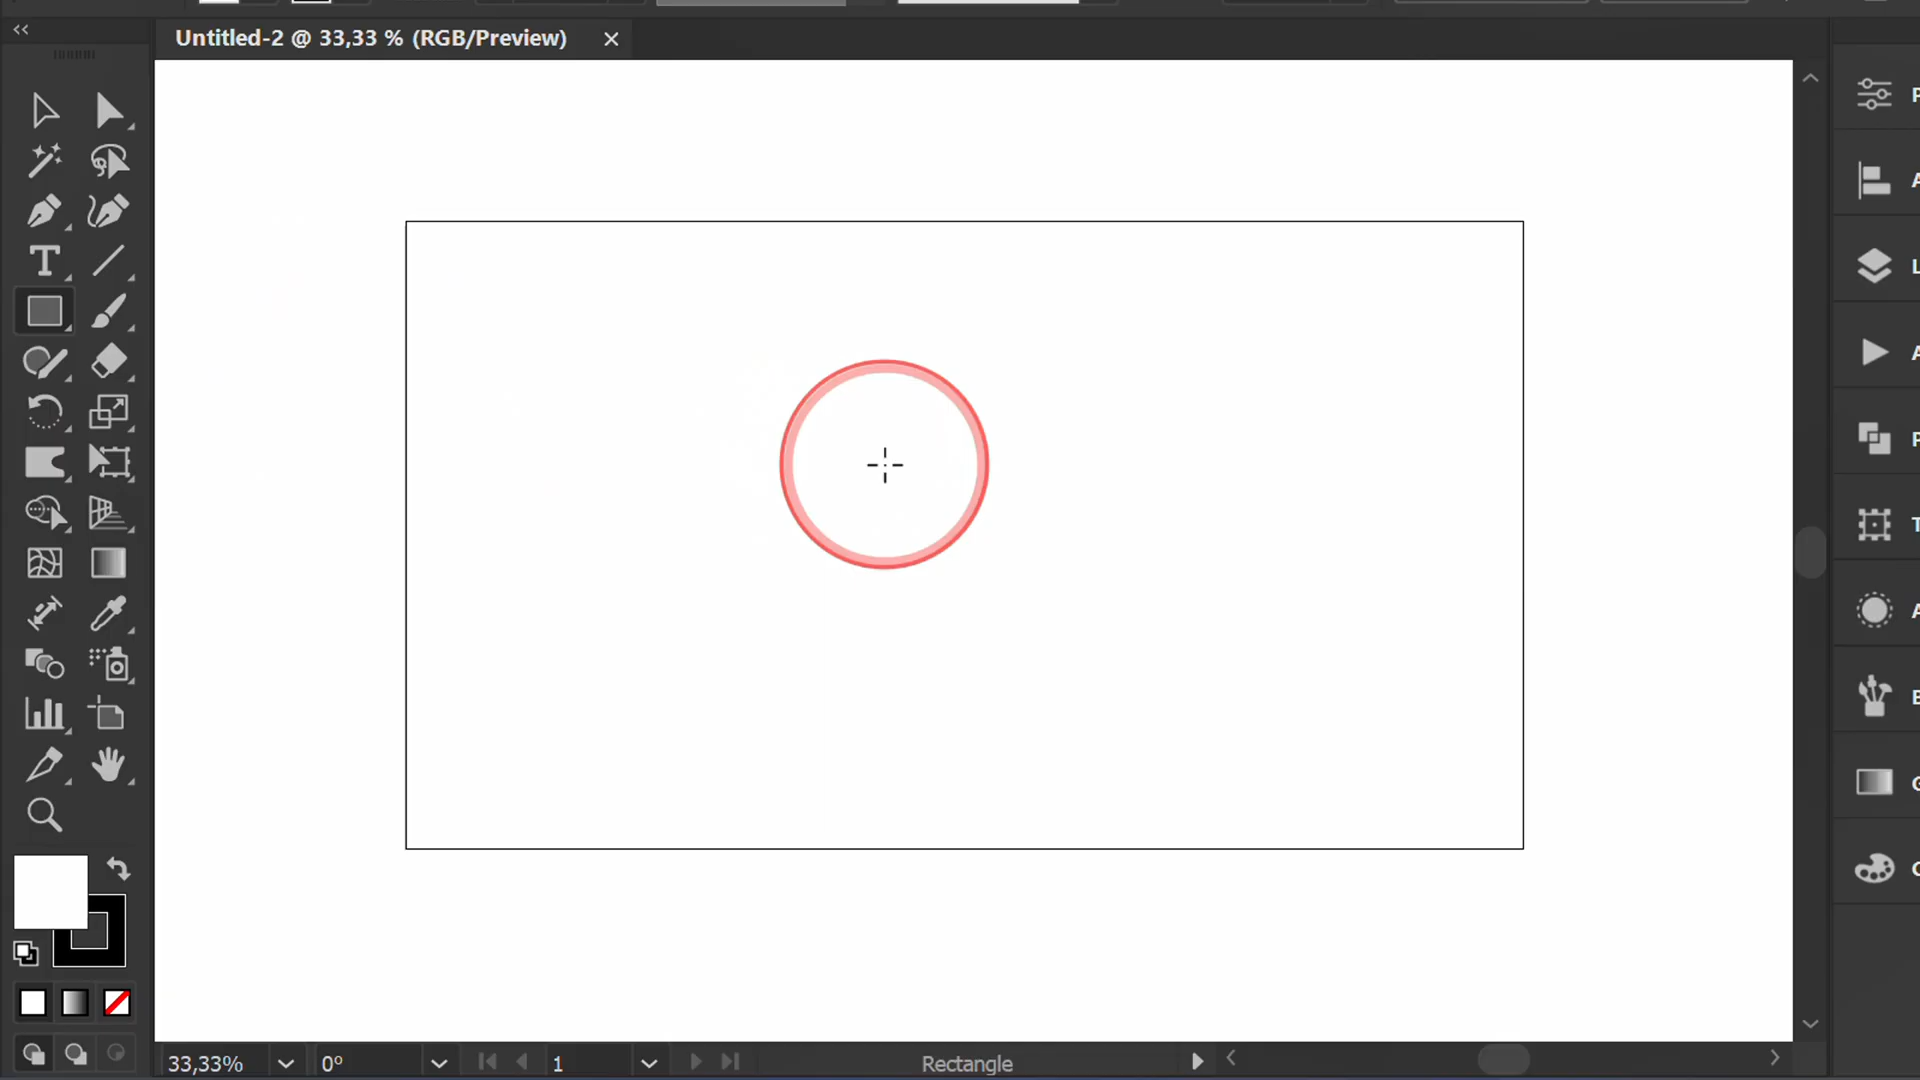 Untitled-2 @ 33,33 % (RGB/Preview)
P
A
L
A
P
T
A
B
G
C
33,33%
0°
1
Rectangle